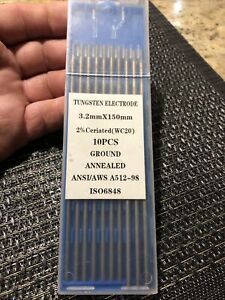 TUNGSTEN ELECTRODE
3.2mmX150mm
2%Ceriated(WC20)
10PCS
GROUND
ANNEALED
ANSI/AWS A512-98
ISO6848